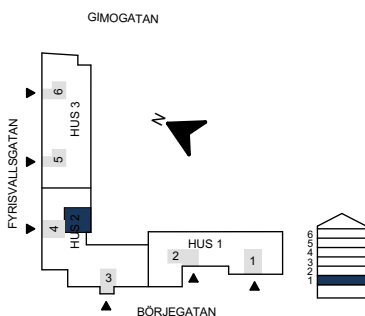 GIMOGATAN
6
HUS 3
5
FYRISVALLSGATAN
N
4
HUS 2
HUS 1
2
1
3
BÖRJEGATAN
6
5
4
3
2
1